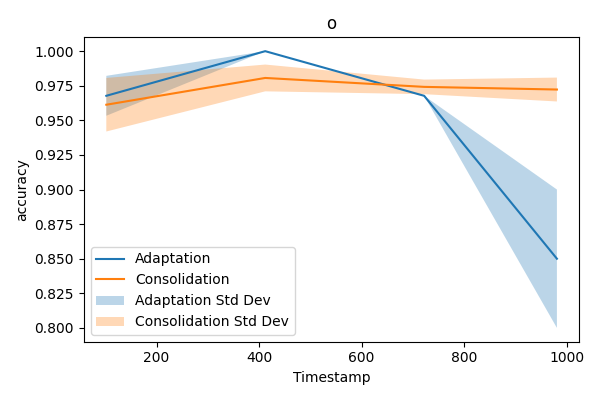 o
1.000
0.975
0.950
0.925
0.900
0.875
0.850
0.825
0.800
accuracy
Adaptation
Consolidation
Adaptation Std Dev
Consolidation Std Dev
200
400
600
800
1000
Timestamp